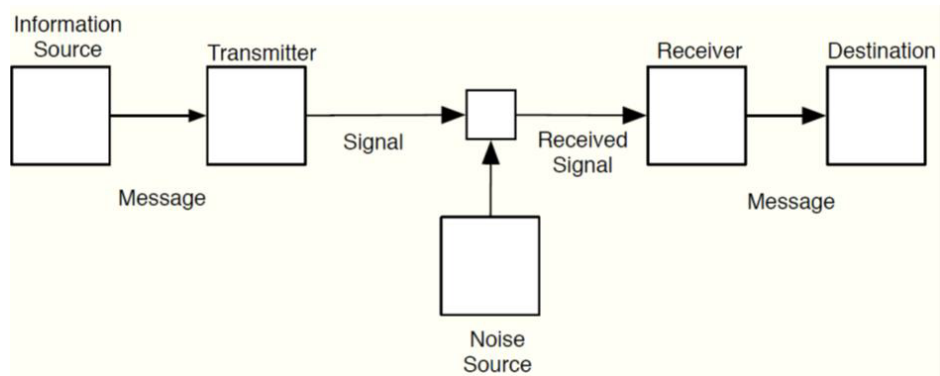 Information
Source
Transmitter
Receiver
Destination
Signal
Received
Signal
Message
Message
Noise
Source